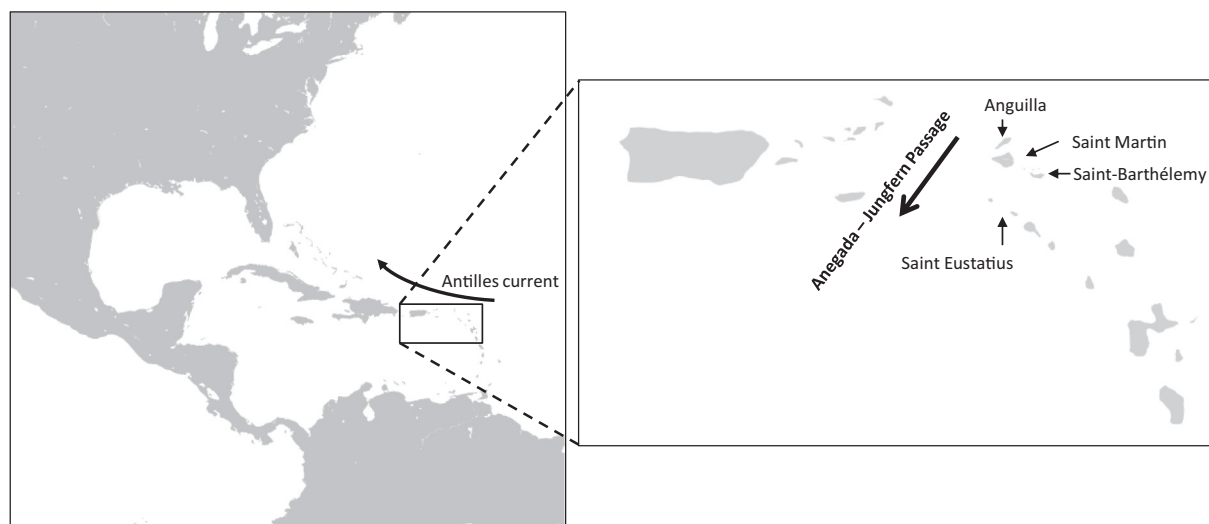 Antilles current
Anegada – Jungfern Passage
Anguilla
Saint Martin
Saint-Barthélemy
Saint Eustatius